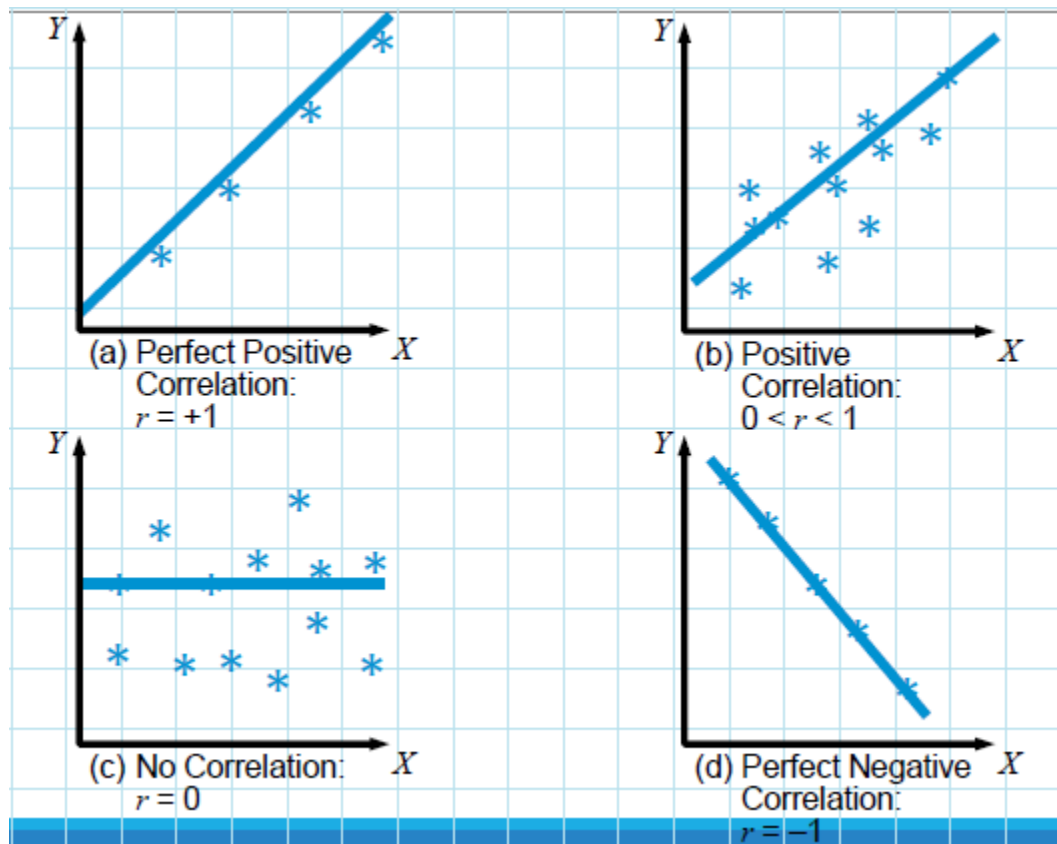 Y
X
(a) Perfect Positive
Correlation:
r = +1
Y
X
(b) Positive
Correlation:
0 < r < 1
Y
X
(c) No Correlation:
r = 0
Y
X
(d) Perfect Negative
Correlation:
r = –1